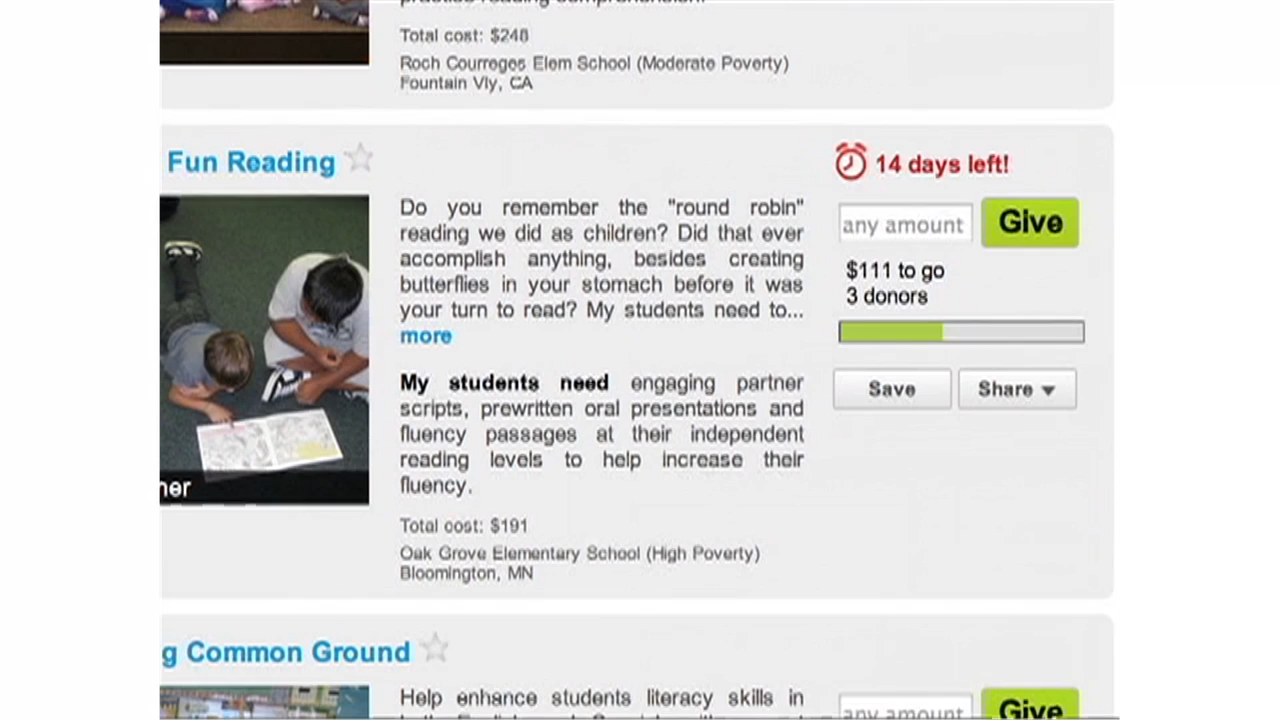 Total cost: $248
Roch Courreges Elem School (Moderate Poverty)
Fountain Vly, CA
Fun Reading
14 days left!
Do you remember the "round robin"
reading we did as children? Did that ever
accomplish anything, besides creating
butterflies in your stomach before it was
your turn to read? My students need to...
more
any amount
Give
$111 to go
3 donors
My students need engaging partner
scripts, prewritten oral presentations and
fluency passages at their independent
reading levels to help increase their
fluency.
Save
Share
ner
Total cost: $191
Oak Grove Elementary School (High Poverty)
Bloomington, MN
g Common Ground
Help enhance students literacy skills in
any amount
Give